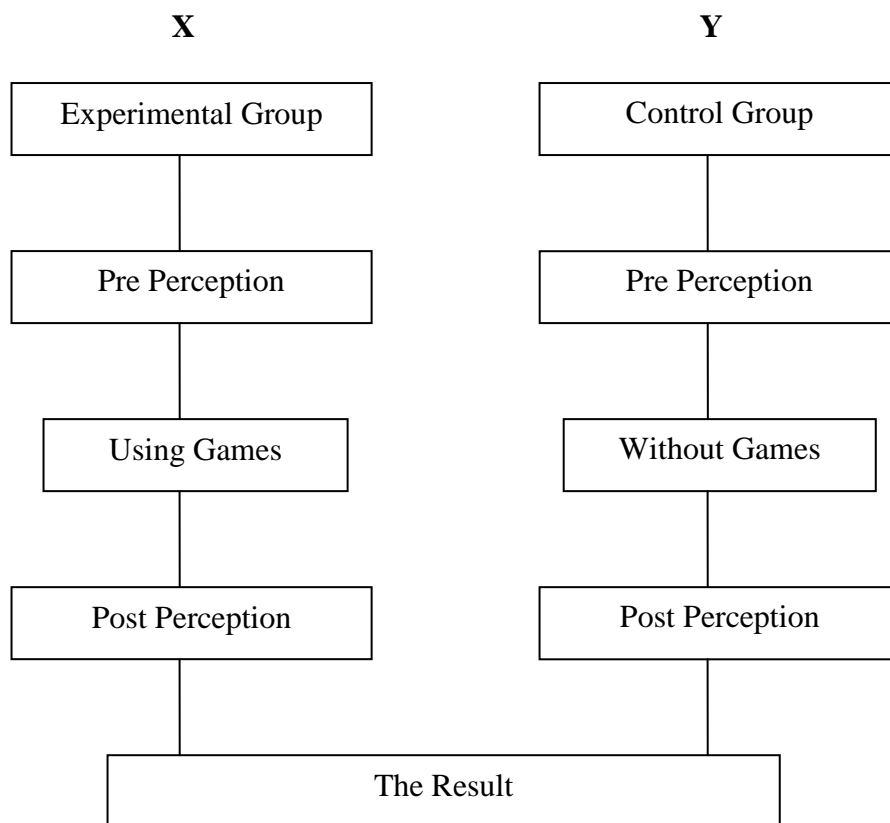 X
Y
Experimental Group
Control Group
Pre Perception
Pre Perception
Using Games
Without Games
Post Perception
Post Perception
The Result